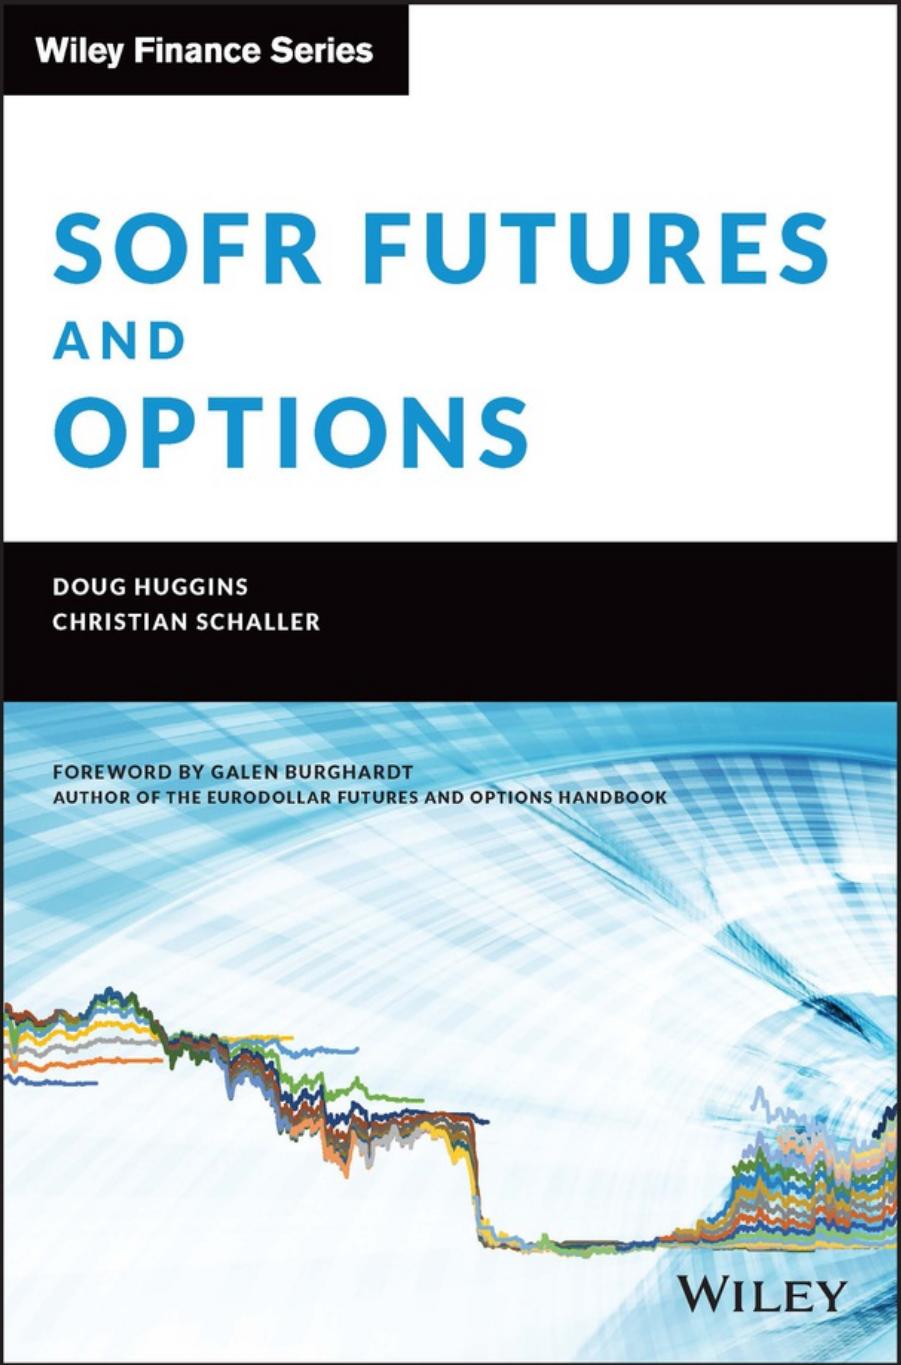 Wiley Finance Series
SOFR FUTURES
AND
OPTIONS
DOUG HUGGINS
CHRISTIAN SCHALLER
FOREWORD BY GALEN BURGHARDT
AUTHOR OF THE EURODOLLAR FUTURES AND OPTIONS HANDBOOK
WILEY